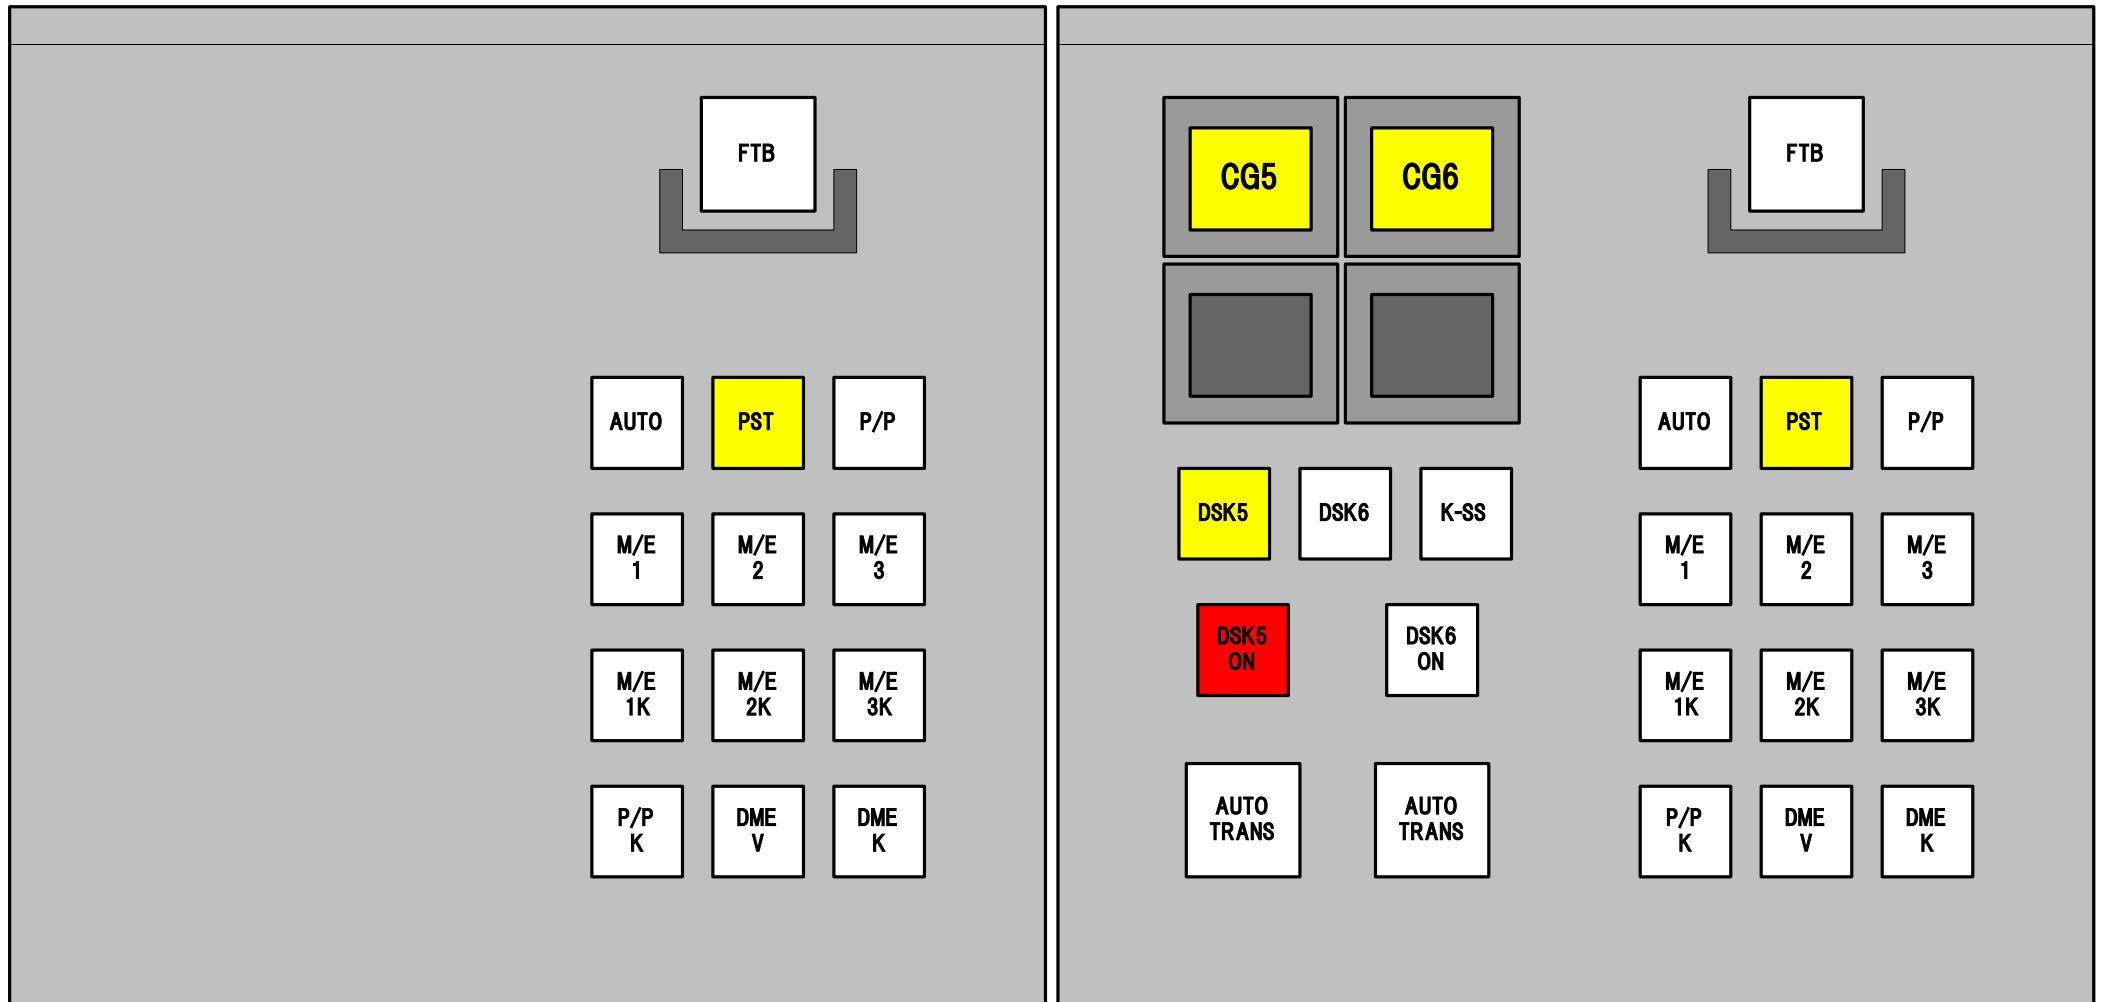 FTB
AUTO
PST
P/P
M/E
1
M/E
2
M/E
3
M/E
1K
M/E
2K
M/E
3K
P/P
K
DME
V
DME
K
CG5
CG6
DSK5
DSK6
K-SS
DSK5
ON
DSK6
ON
AUTO
TRANS
AUTO
TRANS
FTB
AUTO
PST
P/P
M/E
1
M/E
2
M/E
3
M/E
1K
M/E
2K
M/E
3K
P/P
K
DME
V
DME
K